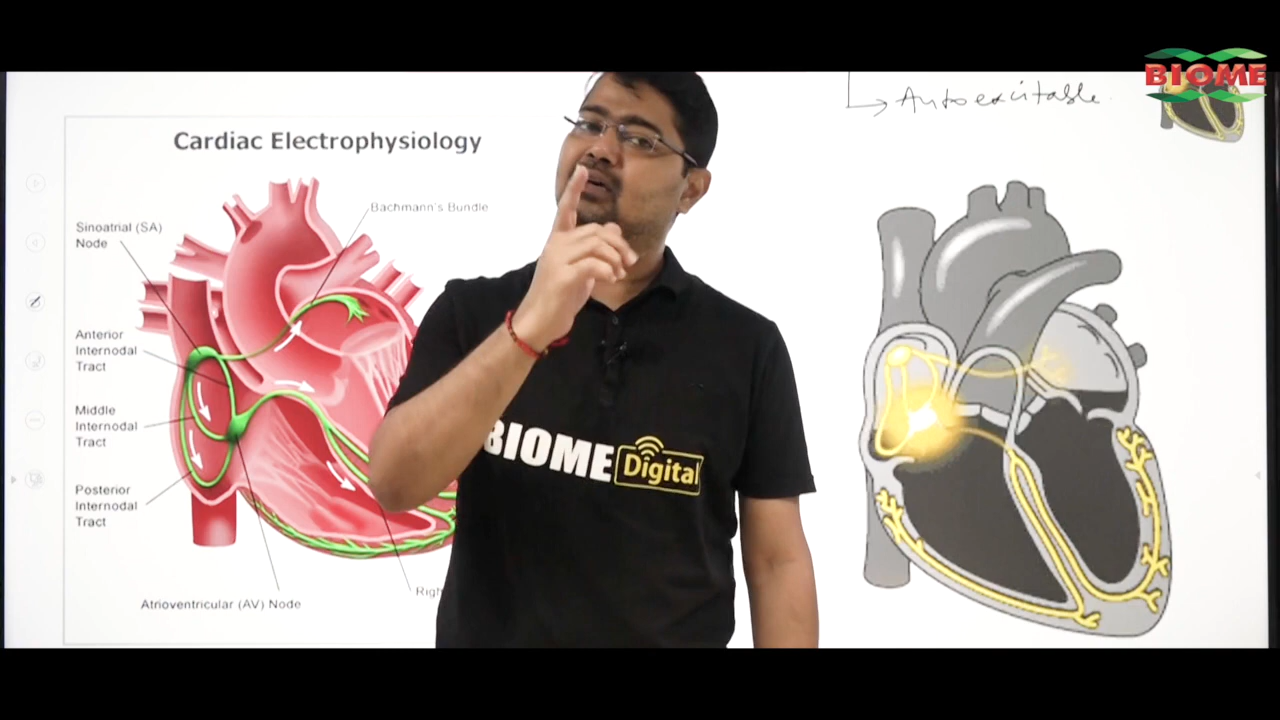 BIOME
Autoexcitable.
Cardiac Electrophysiology
Bachmann's Bundle
Sinoatrial (SA)
Node
Anterior
Internodal
Tract
Middle
Internodal
Tract
Posterior
Internodal
Tract
Atrioventricular (AV) Node
Righ
BIOME
Digital